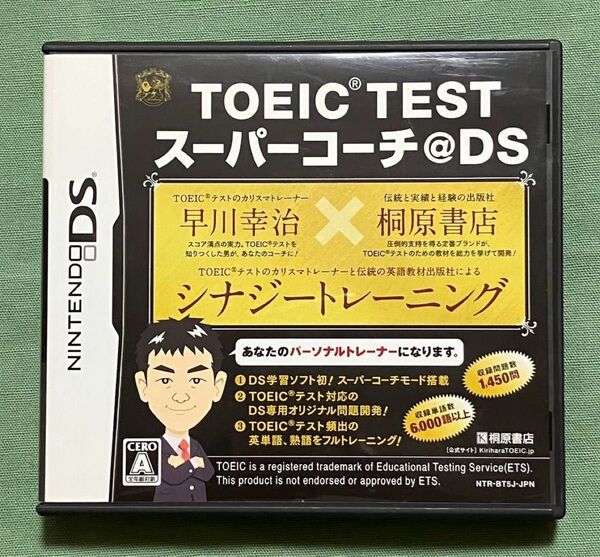 NINTENDO DS®
TOEIC® TEST
スーパーコーチ@DS
TOEIC®テストのカリスマトレーナー
早川幸治
スコア満点の実力。TOEIC®テストを
知りつくした男が、あなたのコーチに!
×
伝統と実績と経験の出版社
桐原書店
圧倒的支持を得る定番ブランドが、
TOEIC®テストのための教材を総力を挙げて開発!
TOEIC®テストのカリスマトレーナーと伝統の英語教材出版社による
シナジートレーニング
あなたのパーソナルトレーナーになります。
1 DS学習ソフト初! スーパーコーチモード搭載
2 TOEIC®テスト対応の
DS専用オリジナル問題開発!
3 TOEIC®テスト頻出の
英単語、熟語をフルトレーニング!
収録問題数
1,450問
収録単語数
6,000語以上
K 桐原書店
[公式サイト] KiriharaTOEIC.jp
CERO
A
全年齢対象
TOEIC is a registered trademark of Educational Testing Service(ETS).
This product is not endorsed or approved by ETS.
NTR-BT5J-JPN